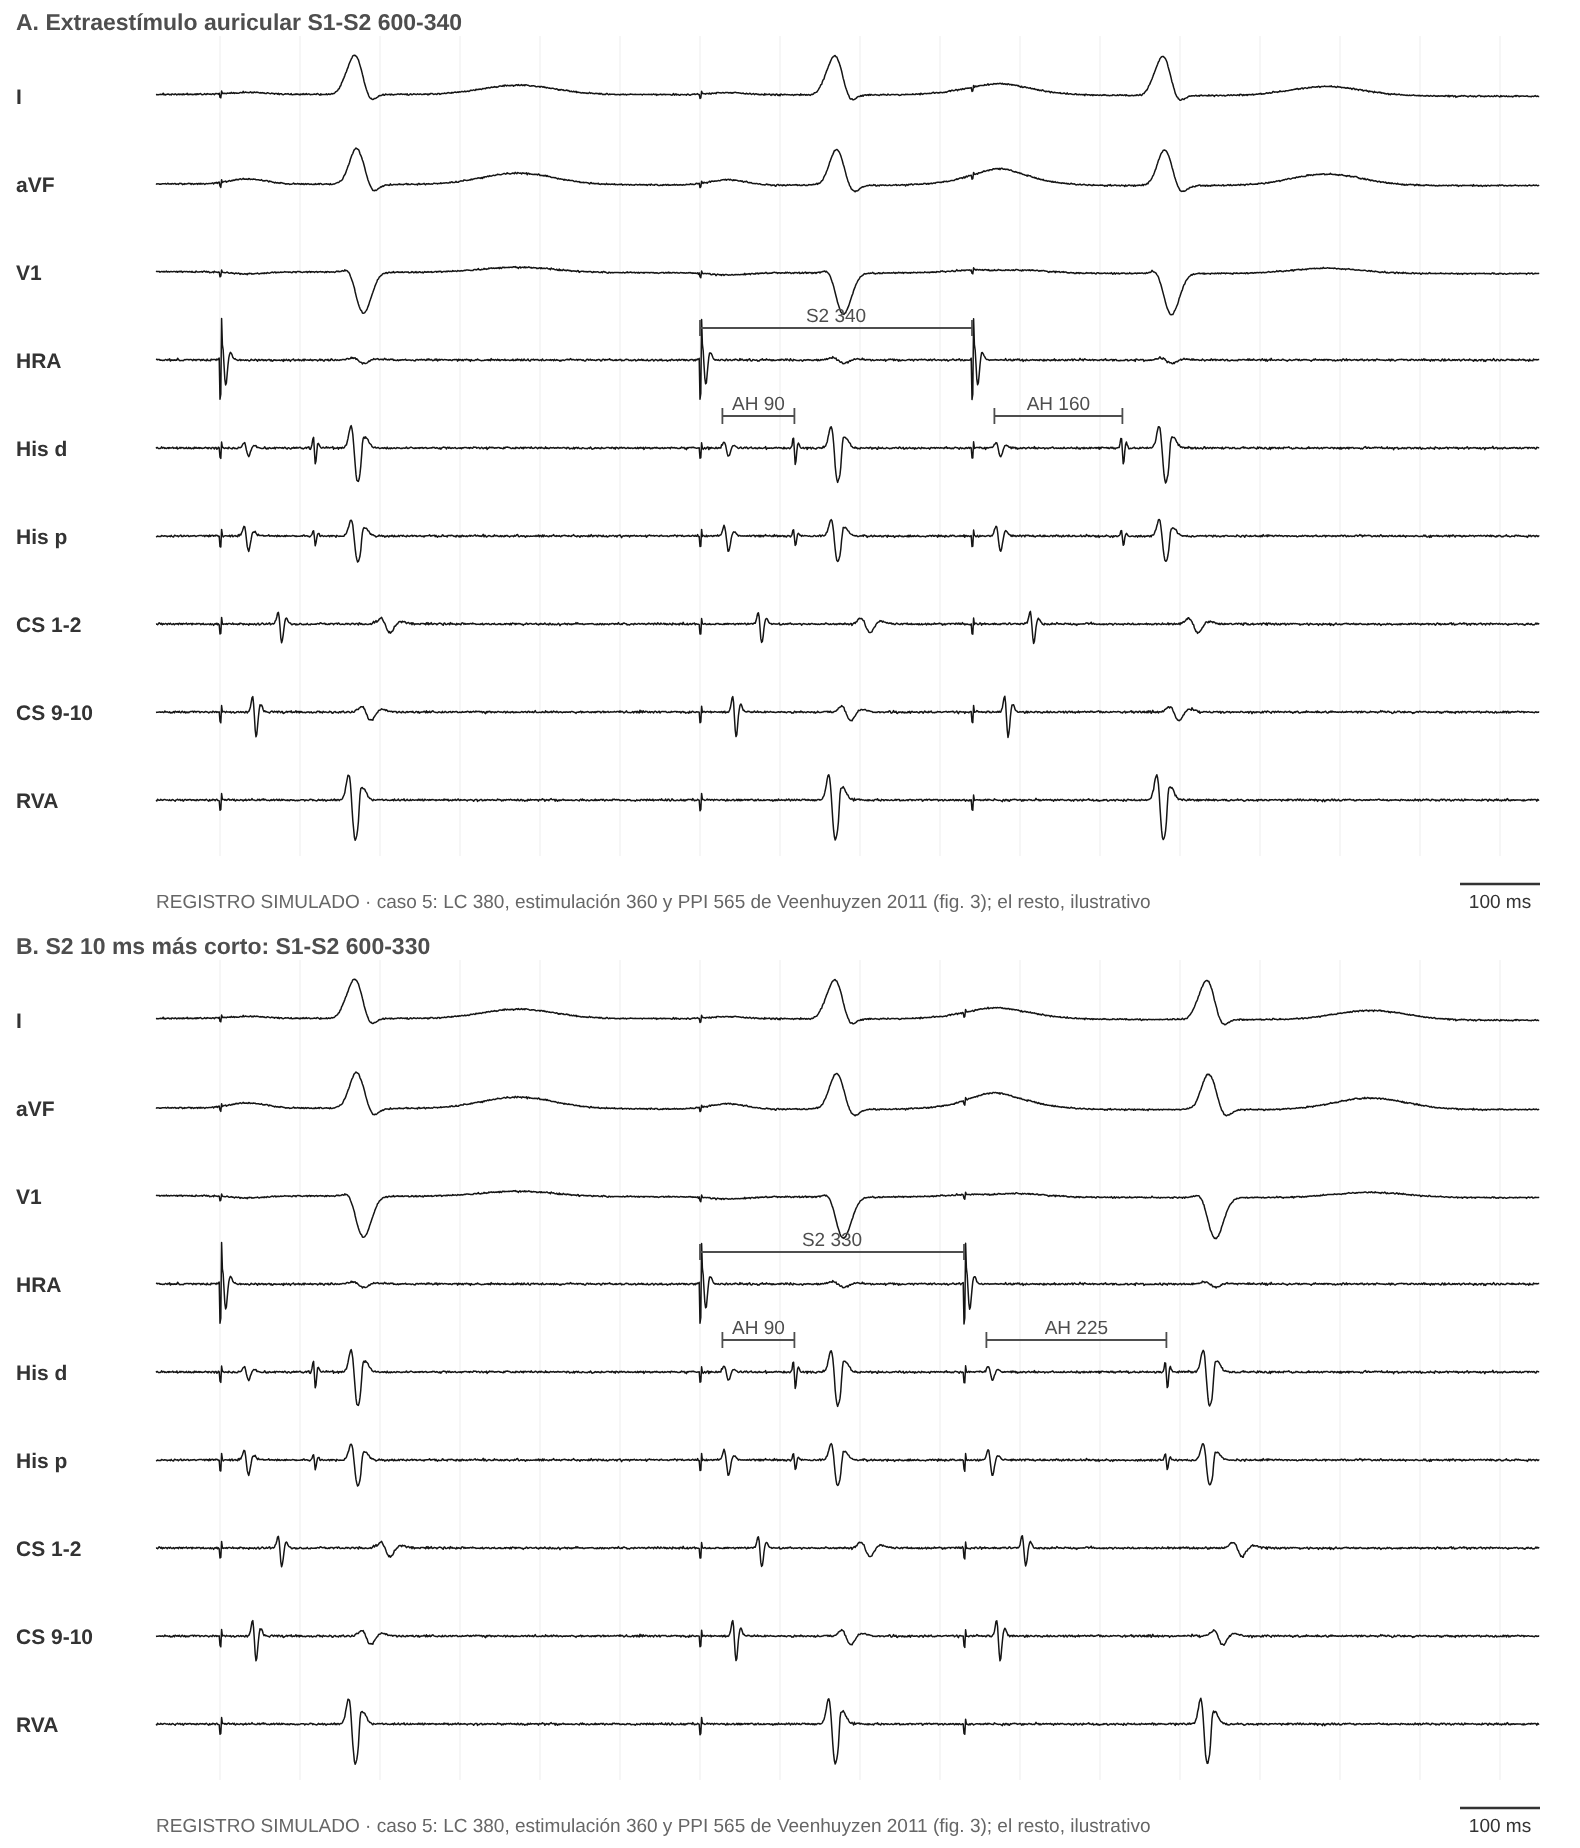 A. Extraestímulo auricular S1-S2 600-340
I
aVF
V1
S2 340
HRA
AH 90
AH 160
His d
His p
CS 1-2
CS 9-10
RVA
REGISTRO SIMULADO · caso 5: LC 380, estimulación 360 y PPI 565 de Veenhuyzen 2011 (fig. 3); el resto, ilustrativo
100 ms
B. S2 10 ms más corto: S1-S2 600-330
I
aVF
V1
S2 330
HRA
AH 90
AH 225
His d
His p
CS 1-2
CS 9-10
RVA
REGISTRO SIMULADO · caso 5: LC 380, estimulación 360 y PPI 565 de Veenhuyzen 2011 (fig. 3); el resto, ilustrativo
100 ms